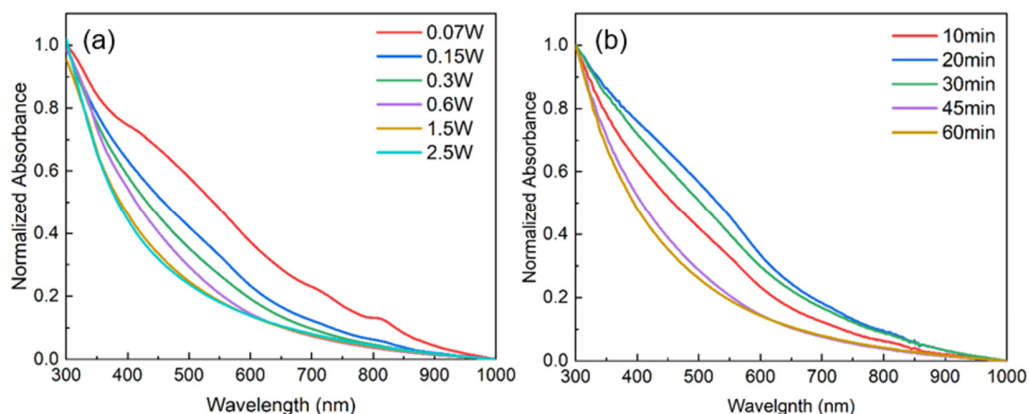 (a)
0.07W
0.15W
0.3W
0.6W
1.5W
2.5W
Normalized Absorbance
1.0
0.8
0.6
0.4
0.2
0.0
300 400 500 600 700 800 900 1000
Wavelength (nm)
(b)
10min
20min
30min
45min
60min
Normalized Absorbance
1.0
0.8
0.6
0.4
0.2
0.0
300 400 500 600 700 800 900 1000
Wavelgnth (nm)